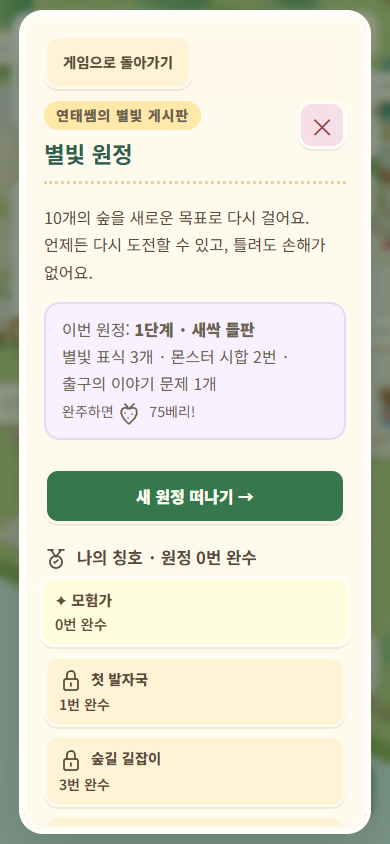 게임으로 돌아가기
연태쌤의 별빛 게시판
별빛 원정
10개의 숲을 새로운 목표로 다시 걸어요.
언제든 다시 도전할 수 있고, 틀려도 손해가
없어요.
이번 원정: 1단계 · 새싹 들판
별빛 표식 3개 · 몬스터 시합 2번 ·
출구의 이야기 문제 1개
완주하면 75베리!
새 원정 떠나기 →
나의 칭호 · 원정 0번 완수
✦ 모험가
0번 완수
첫 발자국
1번 완수
숲길 길잡이
3번 완수